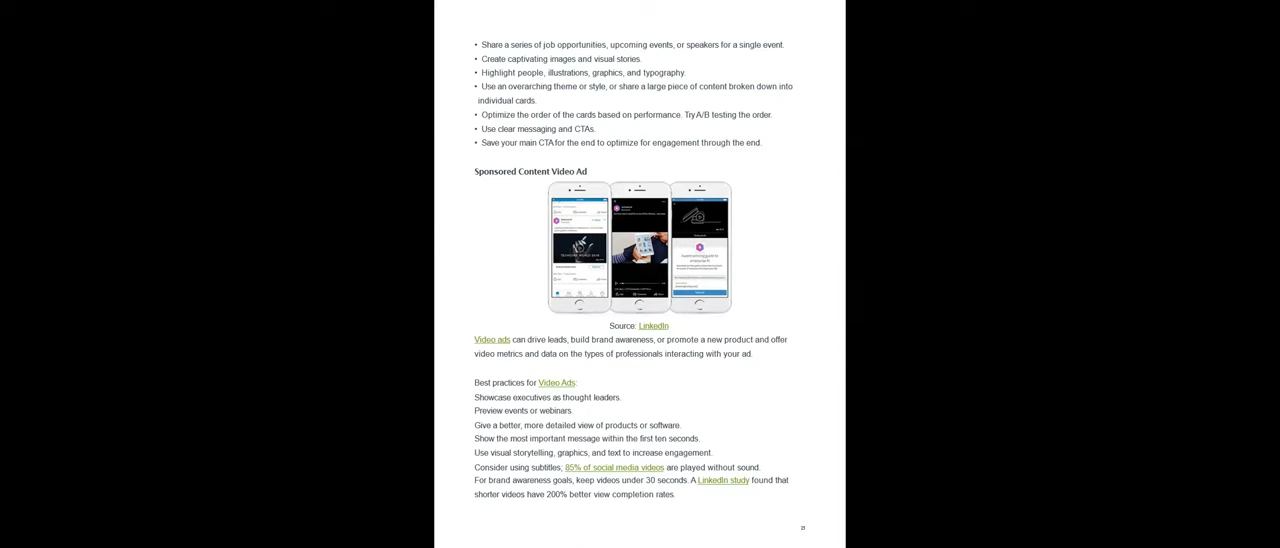 • Share a series of job opportunities, upcoming events, or speakers for a single event.
• Create captivating images and visual stories.
• Highlight people, illustrations, graphics, and typography.
• Use an overarching theme or style, or share a large piece of content broken down into
individual cards.
• Optimize the order of the cards based on performance. Try A/B testing the order.
• Use clear messaging and CTAs.
• Save your main CTA for the end to optimize for engagement through the end.
Sponsored Content Video Ad
Source: LinkedIn
Video ads can drive leads, build brand awareness, or promote a new product and offer
video metrics and data on the types of professionals interacting with your ad.
Best practices for Video Ads:
Showcase executives as thought leaders.
Preview events or webinars.
Give a better, more detailed view of products or software.
Show the most important message within the first ten seconds.
Use visual storytelling, graphics, and text to increase engagement.
Consider using subtitles; 85% of social media videos are played without sound.
For brand awareness goals, keep videos under 30 seconds. A LinkedIn study found that
shorter videos have 200% better view completion rates.